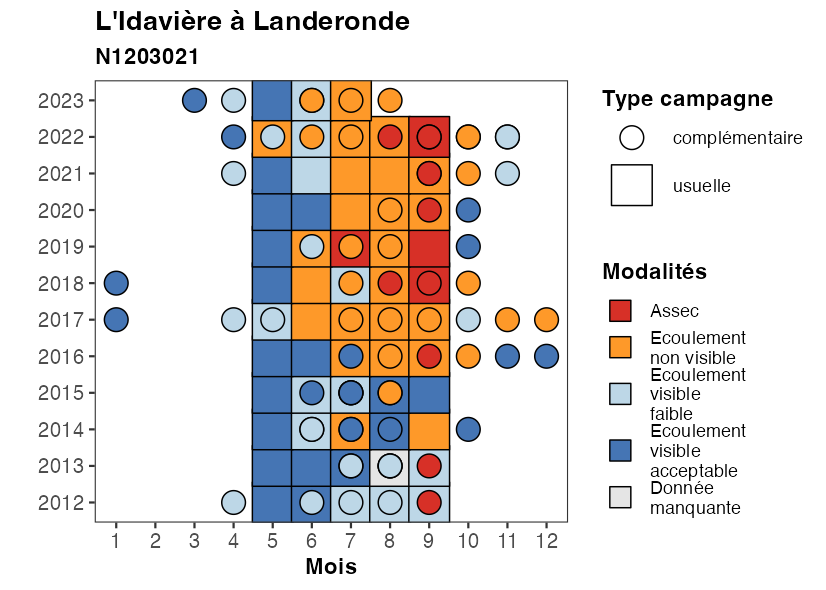 L'Idavière à Landeronde
N1203021
2023
2022
2021
2020
2019
2018
2017
2016
2015
2014
2013
2012
1 2 3 4 5 6 7 8 9 10 11 12
Mois
Type campagne
complémentaire
usuelle
Modalités
Assec
Ecoulement
non visible
Ecoulement
visible
faible
Ecoulement
visible
acceptable
Donnée
manquante